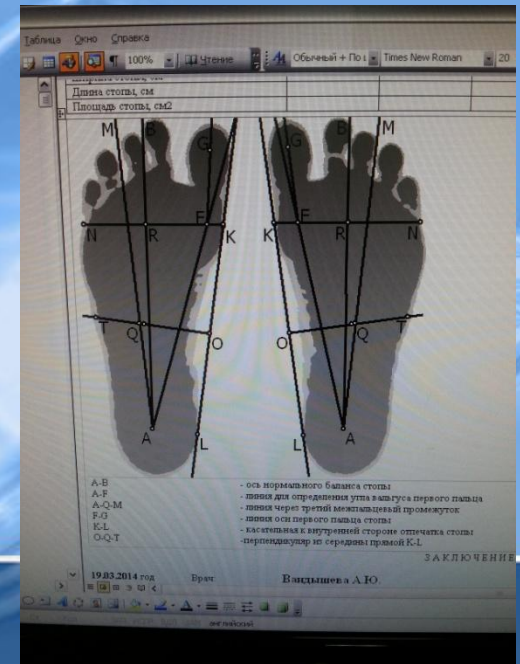 Таблица Окно Справка
100% Чтение Обычный + По Times New Roman 20
Длина стопы, см
Площадь стопы, см2
M B G G B M
N R F K K F R N
T Q O O Q T
A L L A
A-B - ось нормального баланса стопы
A-F - линия для определения угла вальгуса первого пальца
A-Q-M - линия через третий межпальцевый промежуток
F-G - линия оси первого пальца стопы
K-L - касательная к внутренней стороне отпечатка стопы
O-Q-T -перпендикуляр из середины прямой K-L
ЗАКЛЮЧЕНИЕ
19.03.2014 год Врач Вандышева А.Ю.
английский